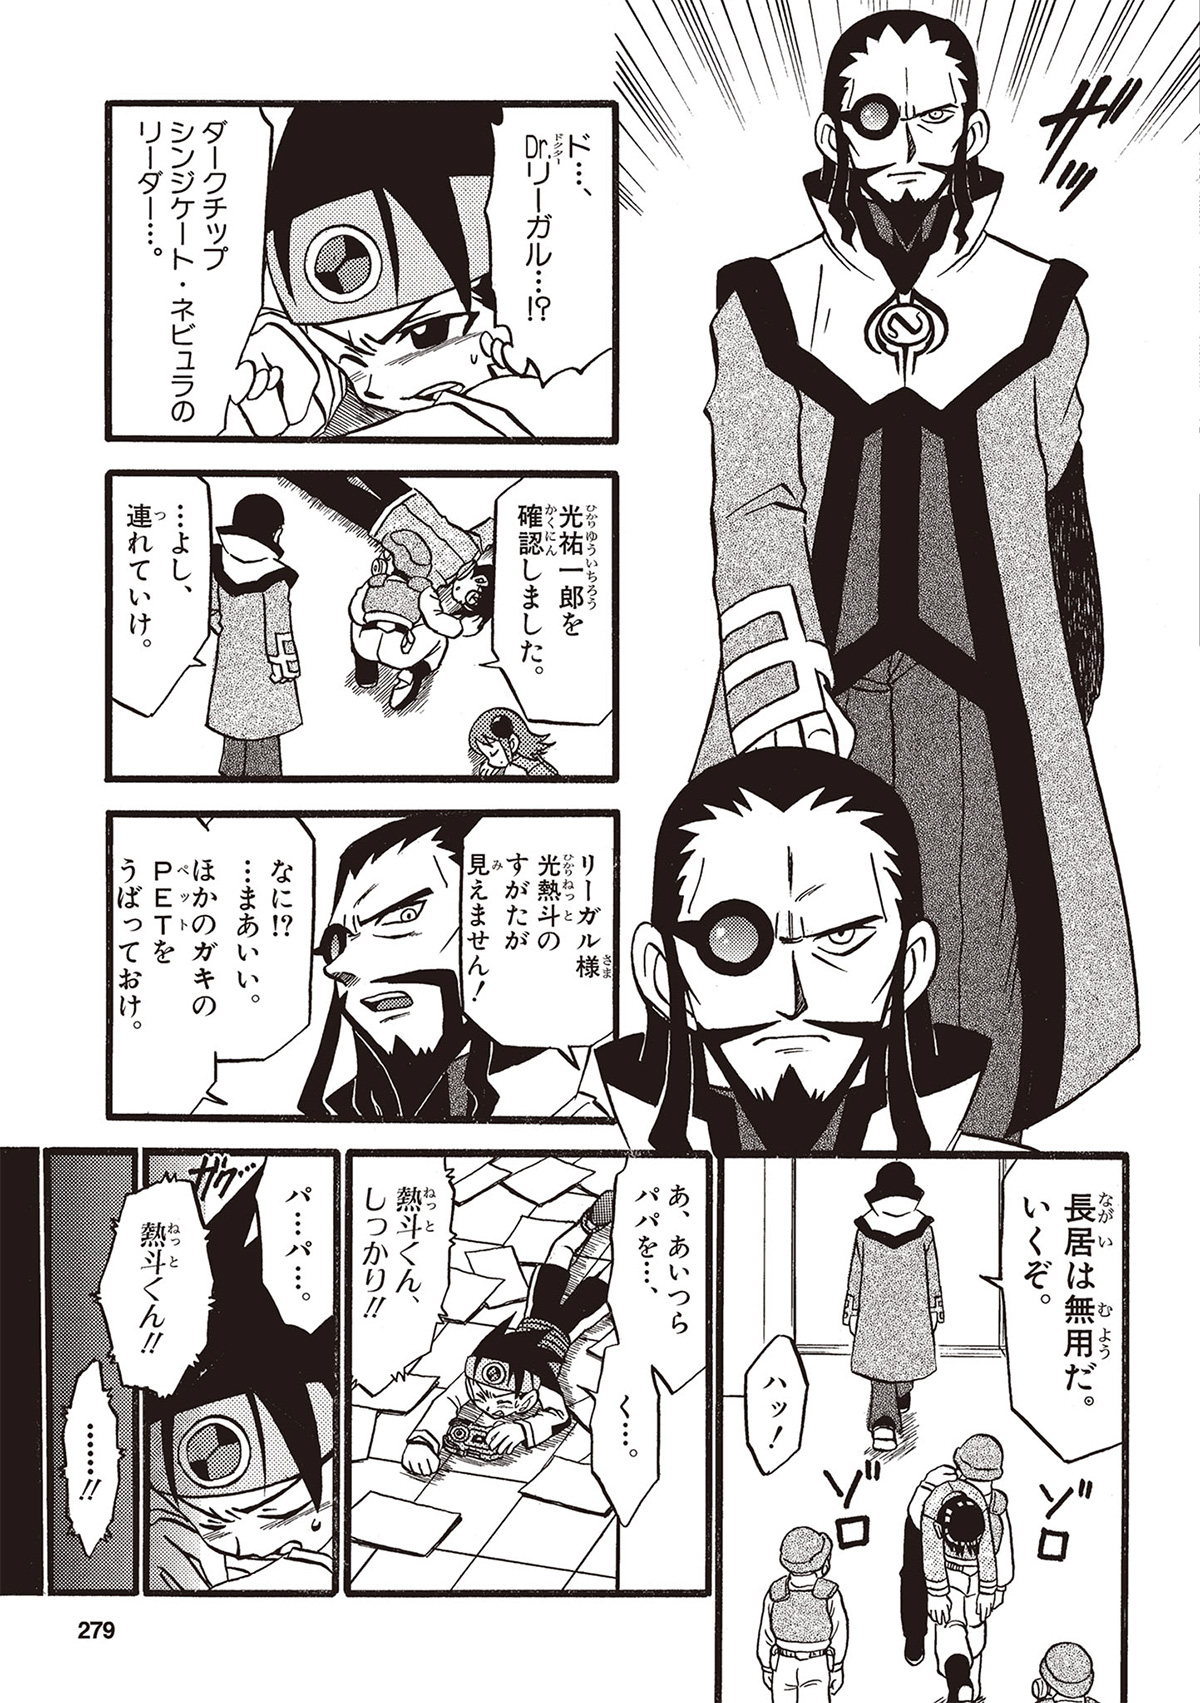 ザッ
ド…、
Dr.リーガル…!?
ダークチップ
シンジケート・ネビュラの
リーダー…。
光祐一郎を
確認しました。
…よし、
連れていけ。
リーガル様
光熱斗の
すがたが
見えません！
なに!?
…まあいい。
ほかのガキの
PETを
うばっておけ。
長居は無用だ。
いくぞ。
ハッ！
ゾロ
ゾロ
あ、あいつら
パパを…、
く…。
熱斗くん、
しっかり!!
パ…パ…。
ガク…
熱斗くん!!
……!!
279